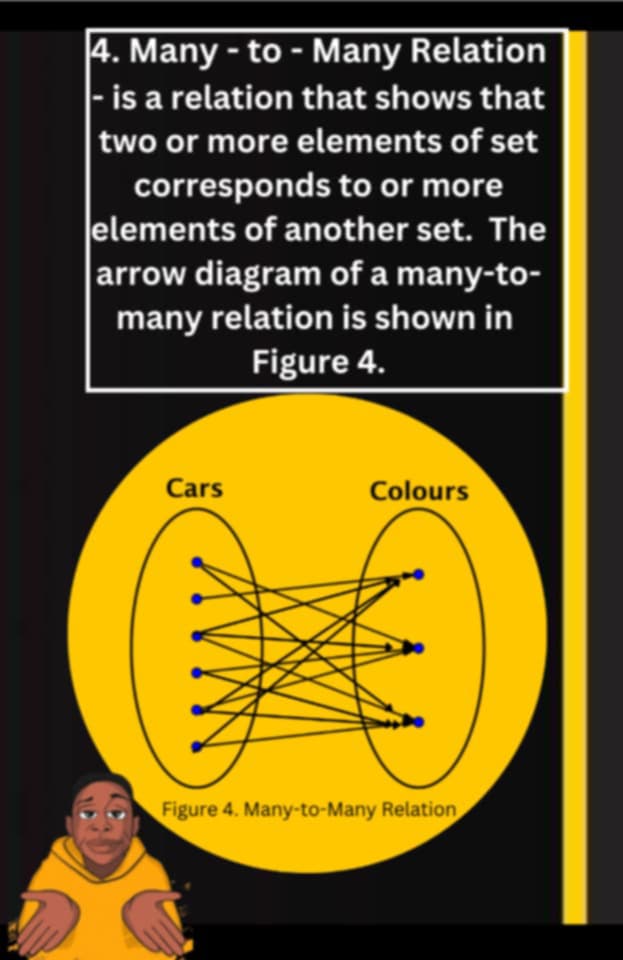 4. Many - to - Many Relation
- is a relation that shows that
two or more elements of set
corresponds to or more
elements of another set.  The
arrow diagram of a many-to-
many relation is shown in
Figure 4.
Cars
Colours
Figure 4. Many-to-Many Relation